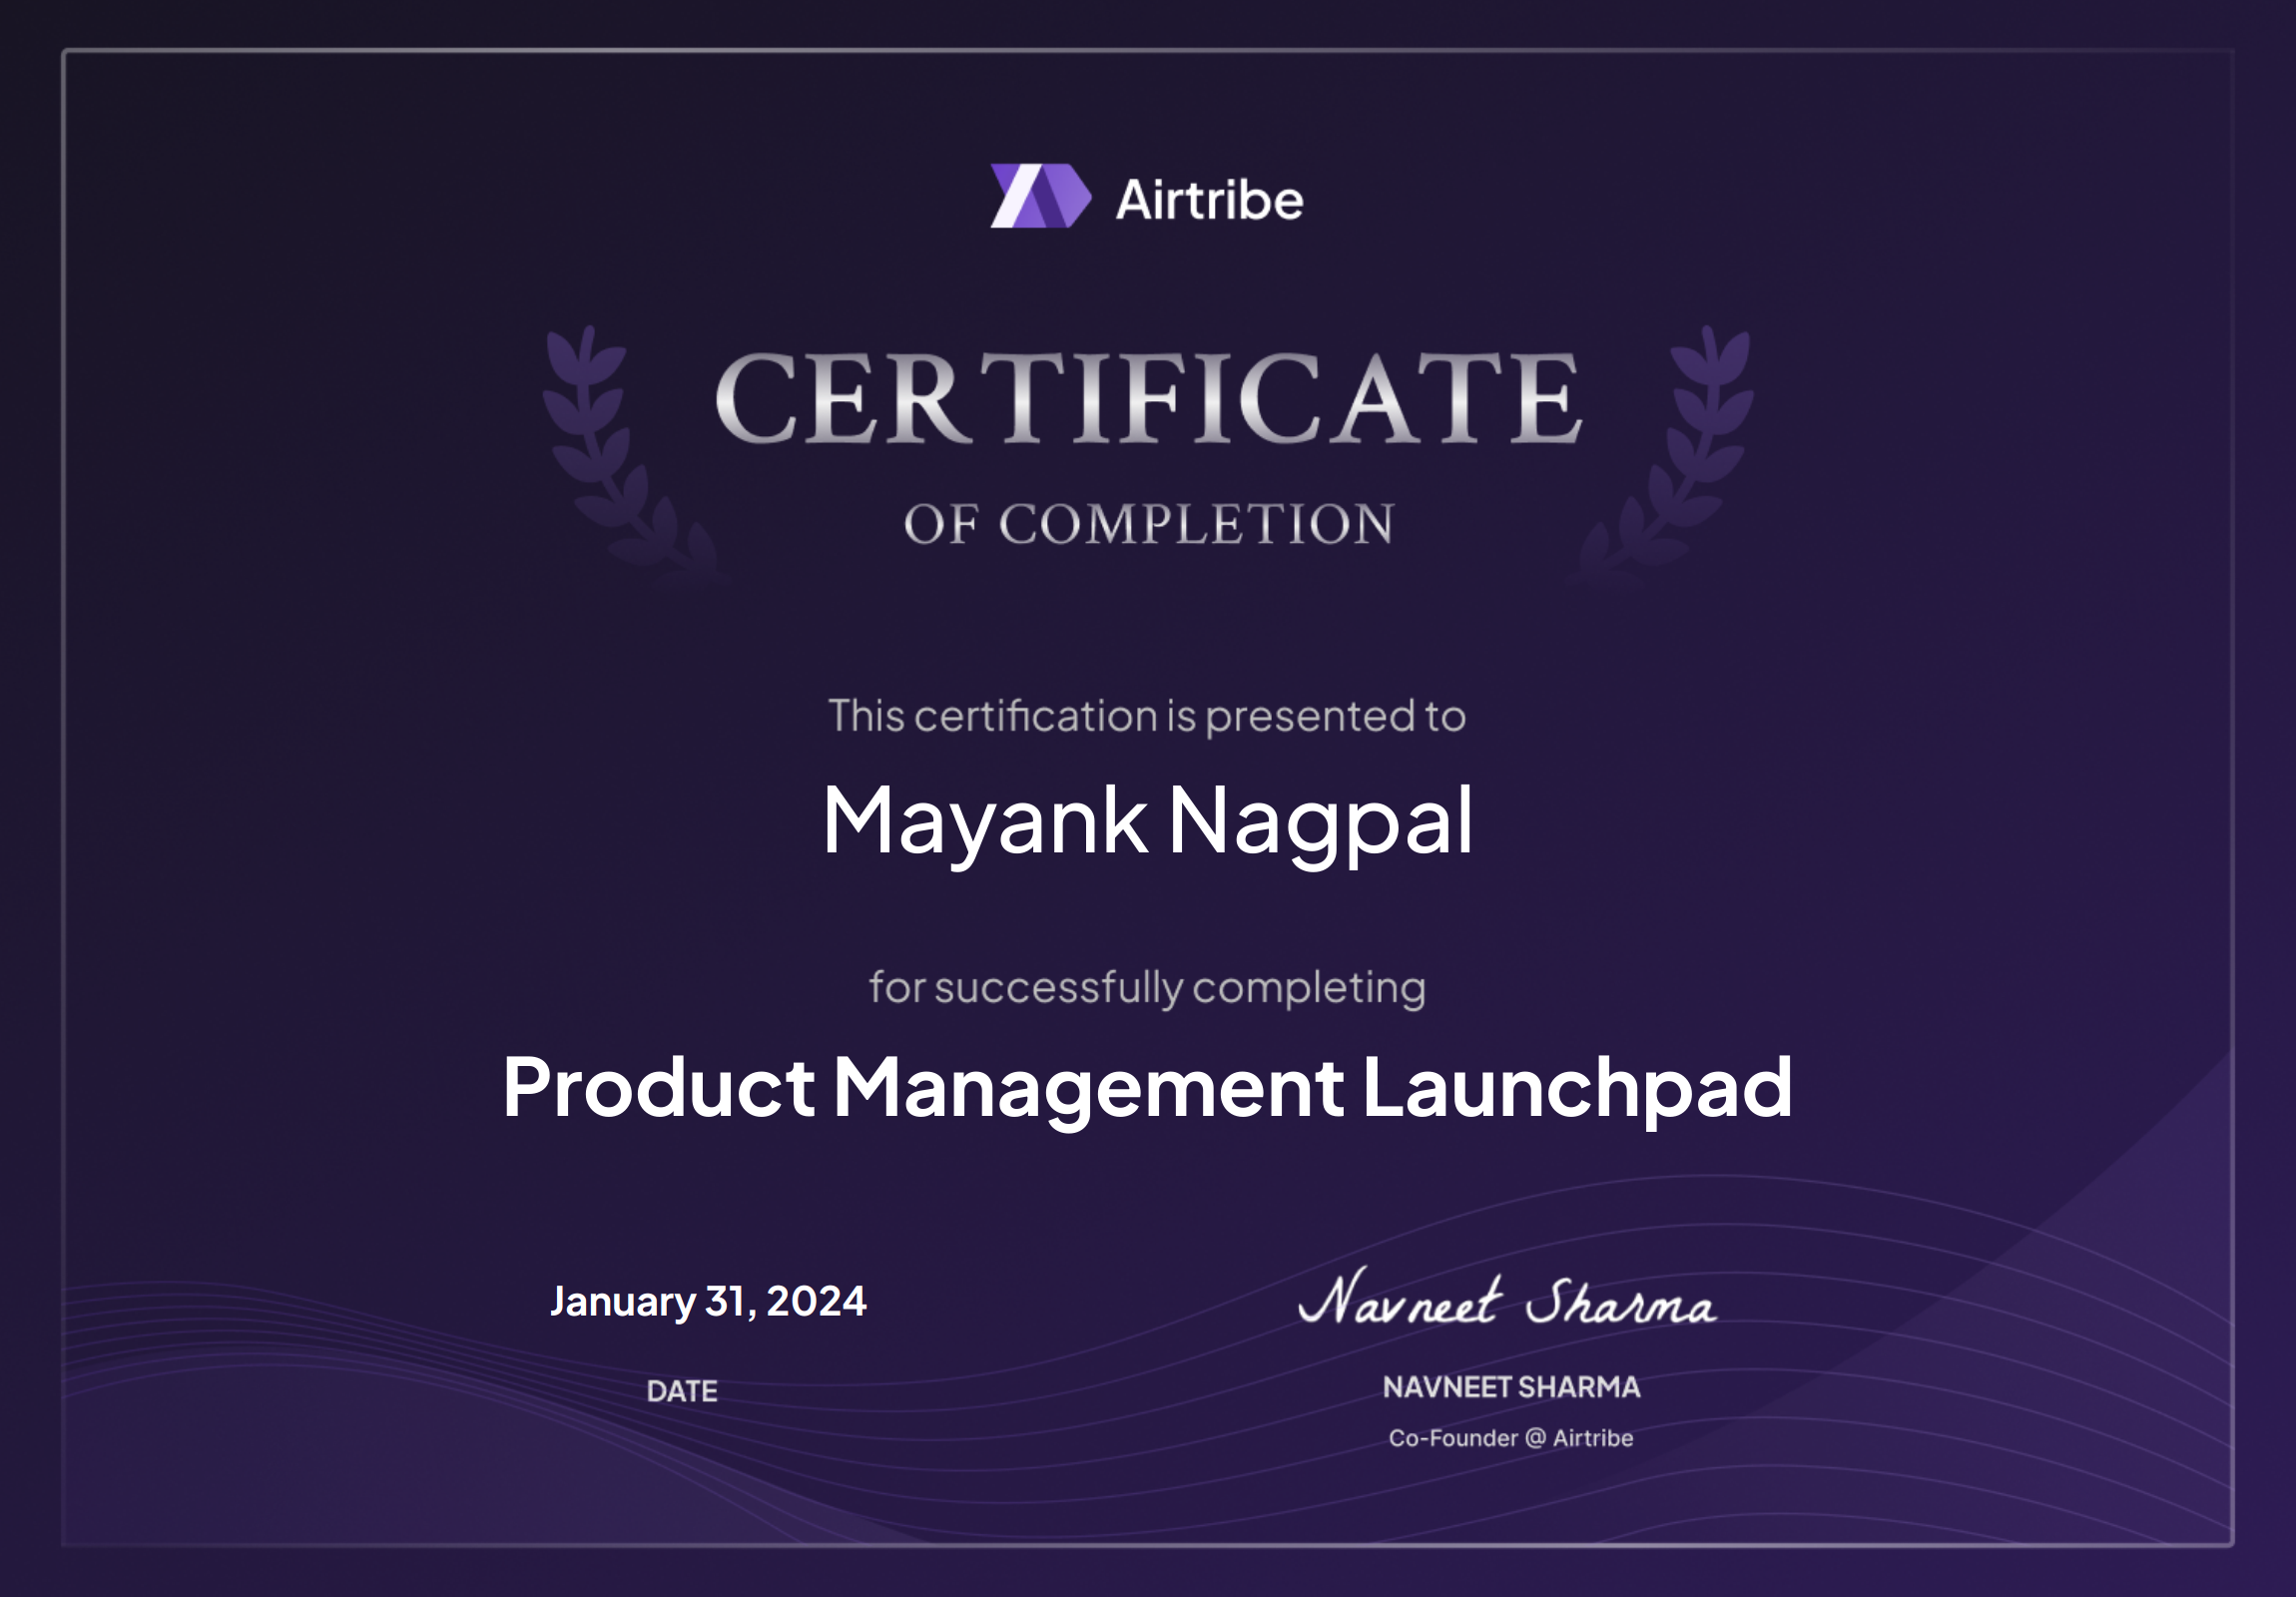 Airtribe
CERTIFICATE
OF COMPLETION
This certification is presented to
Mayank Nagpal
for successfully completing
Product Management Launchpad
January 31, 2024
DATE
Navneet Sharma
NAVNEET SHARMA
Co-Founder @ Airtribe